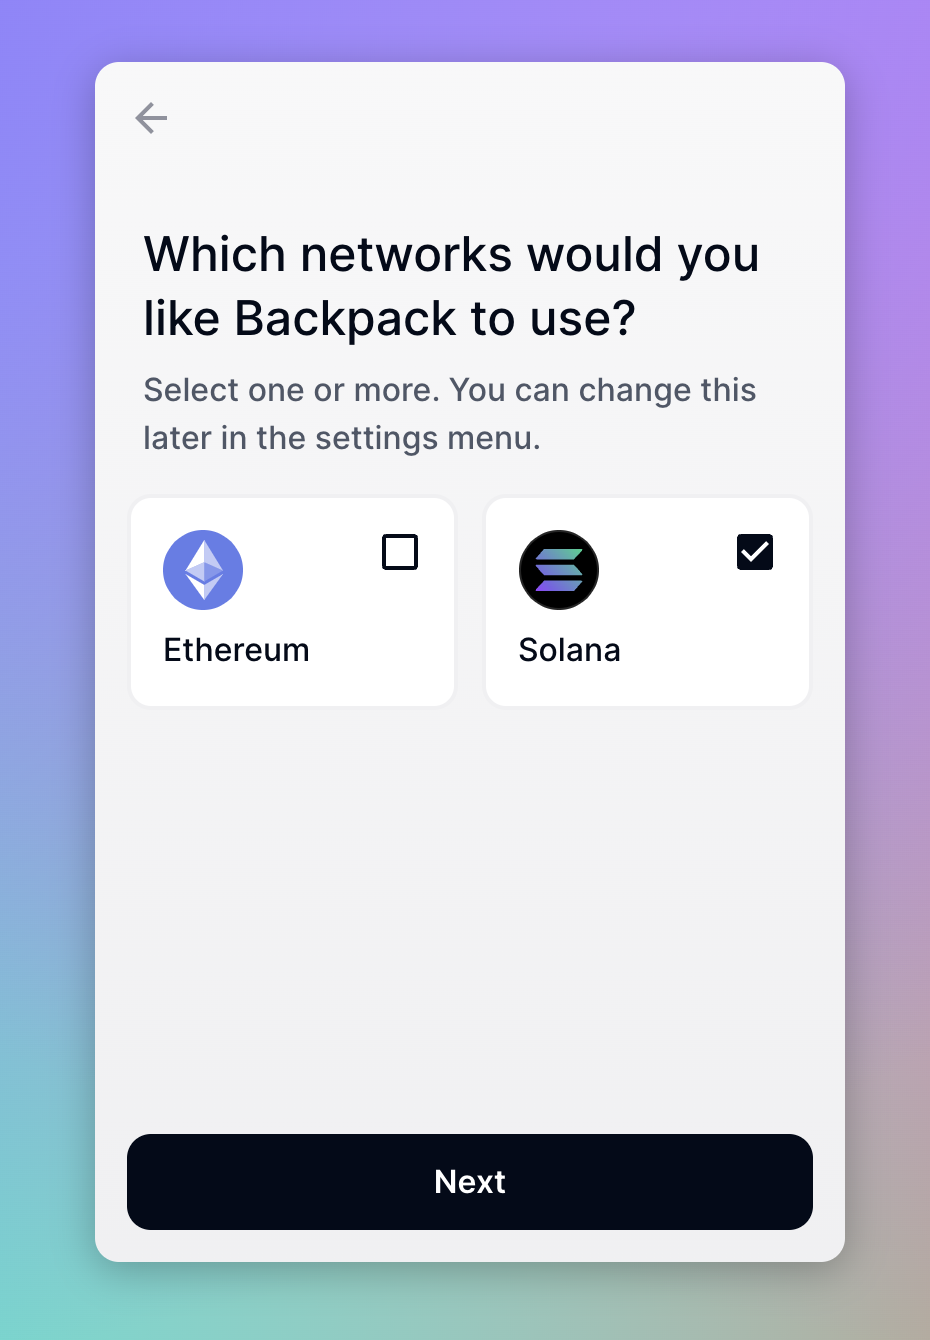 Which networks would you
like Backpack to use?
Select one or more. You can change this
later in the settings menu.
Ethereum
Solana
Next